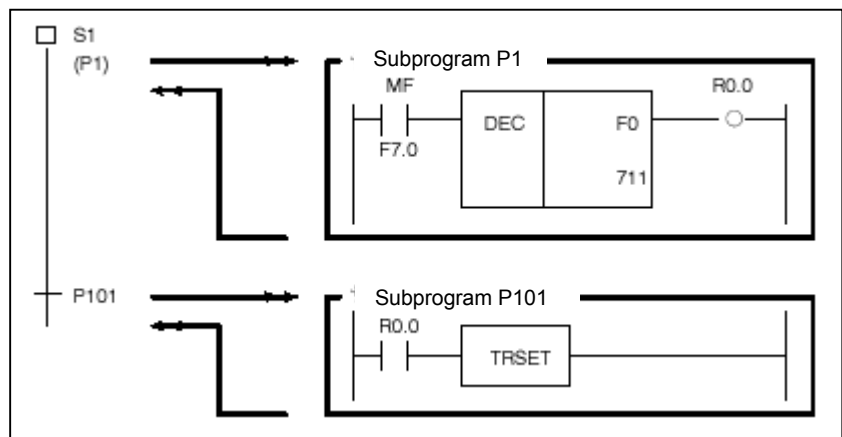 S1
(P1)
Subprogram P1
MF
R0.0
DEC
F0
F7.0
711
P101
Subprogram P101
R0.0
TRSET